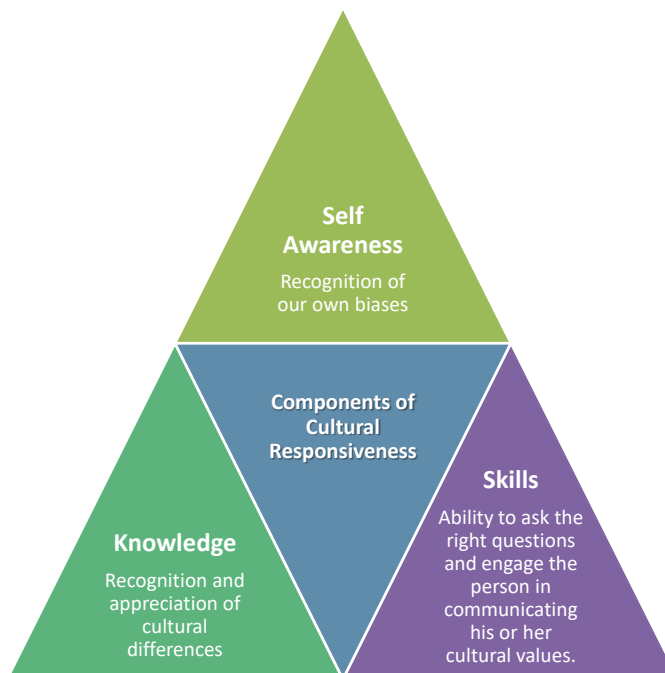 Self
Awareness
Recognition of
our own biases
Components of
Cultural
Responsiveness
Knowledge
Recognition and
appreciation of
cultural
differences
Skills
Ability to ask the
right questions
and engage the
person in
communicating
his or her
cultural values.